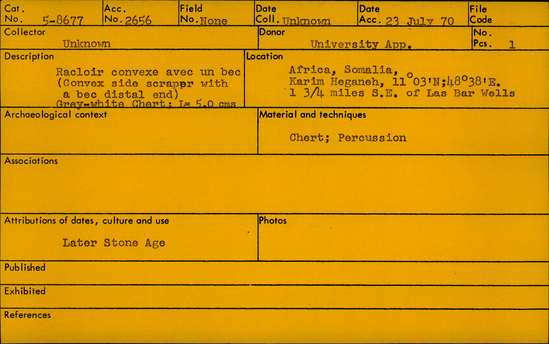 Cat. No. 5-8677 Acc. No. 2656 Field No. None Date Coll. Unknown Date Acc. 23 July 70 File Code
Collector Unknown Donor University App. No. Pcs. 1
Description Location
Racloir convexe avec un bec
(Convex side scraper with
a bec distal end)
Gray-white Chert; L= 5.0 cms
Africa, Somalia,
Karim Heganeh, 11°03'N;48°38'E.
1 3/4 miles S.E. of Las Bar Wells
Archaeological context Material and techniques
Chert; Percussion
Associations
Attributions of dates, culture and use Photos
Later Stone Age
Published
Exhibited
References